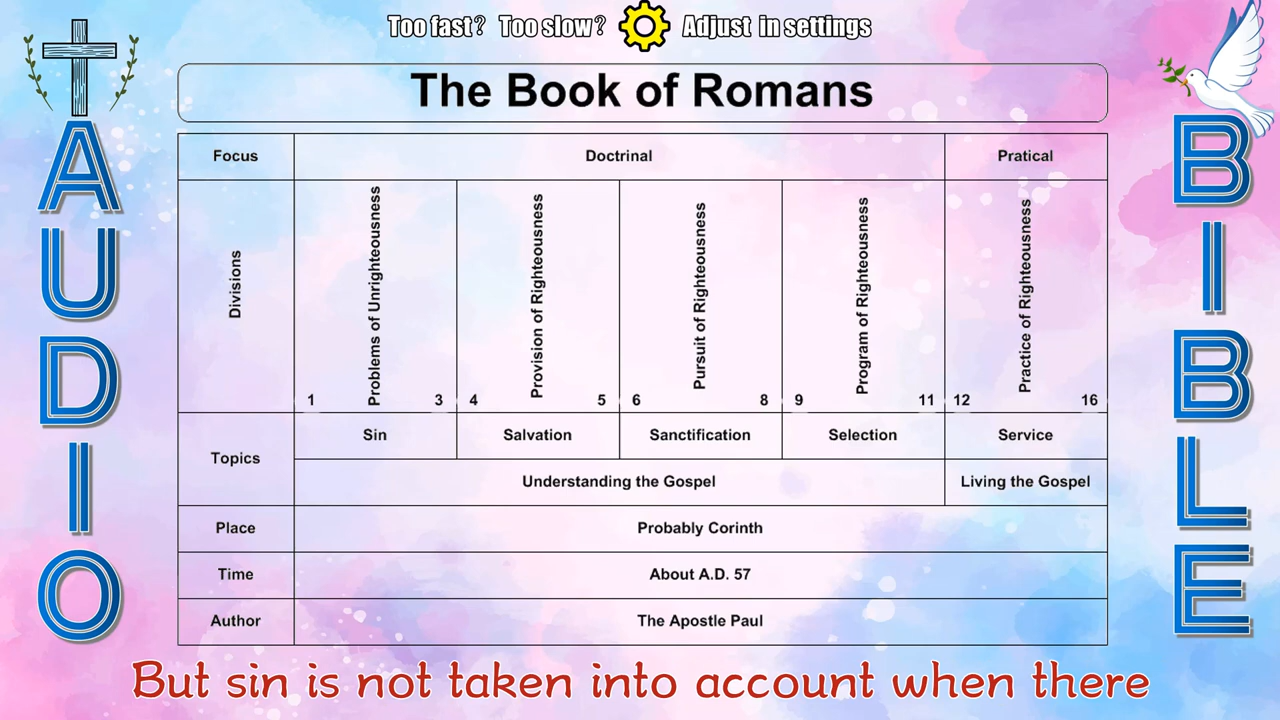 Too fast? Too slow? Adjust in settings
The Book of Romans
Focus Doctrinal Pratical
Divisions
Problems of Unrighteousness
Provision of Righteousness
Pursuit of Righteousness
Program of Righteousness
Practice of Righteousness
1 3 4 5 6 8 9 11 12 16
Topics
Sin Salvation Sanctification Selection Service
Understanding the Gospel Living the Gospel
Place Probably Corinth
Time About A.D. 57
Author The Apostle Paul
AUDIO
BIBLE
But sin is not taken into account when there